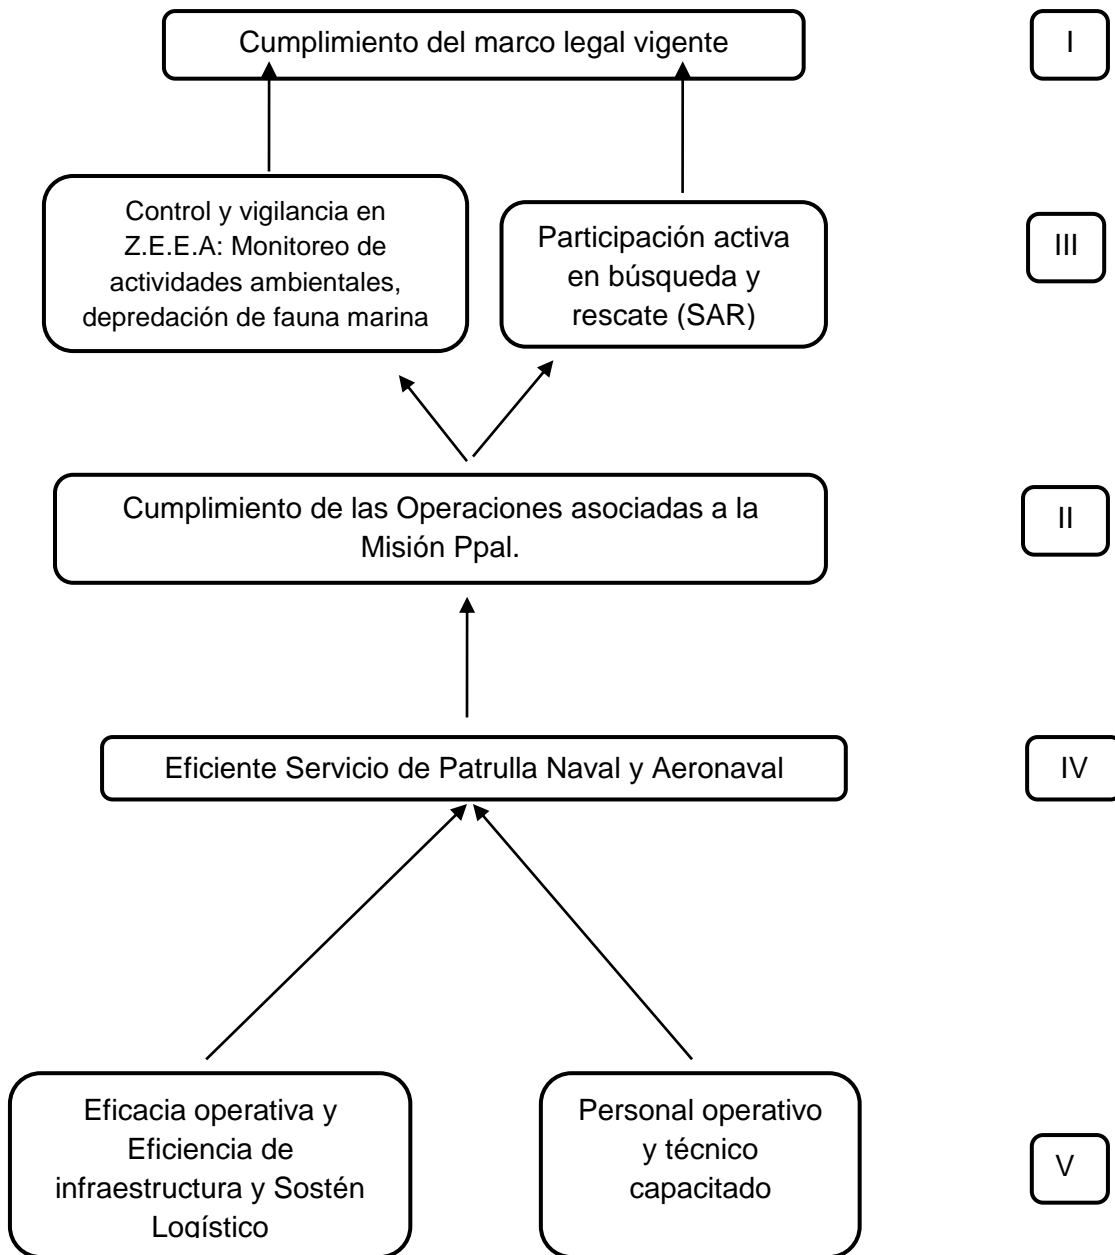 Cumplimiento del marco legal vigente
I
Control y vigilancia en
Z.E.E.A: Monitoreo de
actividades ambientales,
depredación de fauna marina
Participación activa
en búsqueda y
rescate (SAR)
III
Cumplimiento de las Operaciones asociadas a la
Misión Ppal.
II
Eficiente Servicio de Patrulla Naval y Aeronaval
IV
Eficacia operativa y
Eficiencia de
infraestructura y Sostén
Logístico
Personal operativo
y técnico
capacitado
V